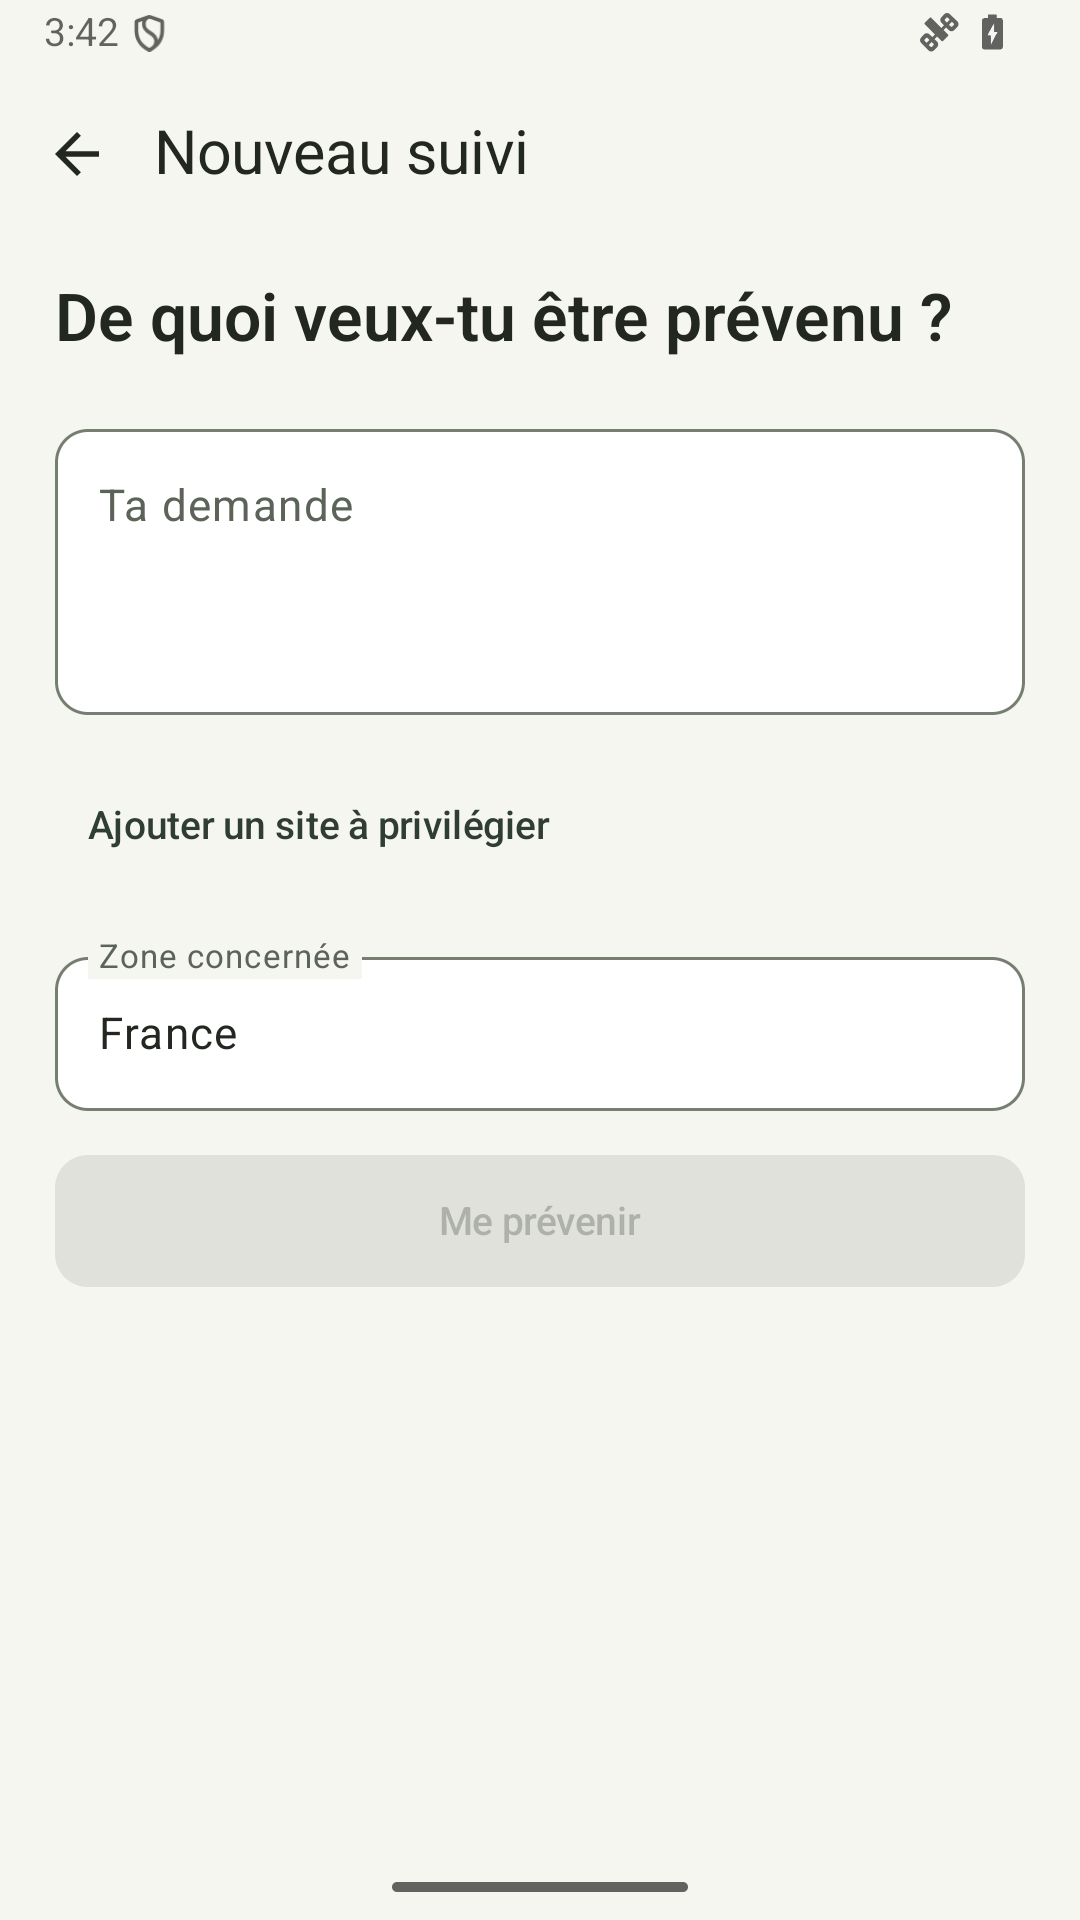 3:42
Nouveau suivi
De quoi veux-tu être prévenu ?
Ta demande
Ajouter un site à privilégier
Zone concernée
France
Me prévenir